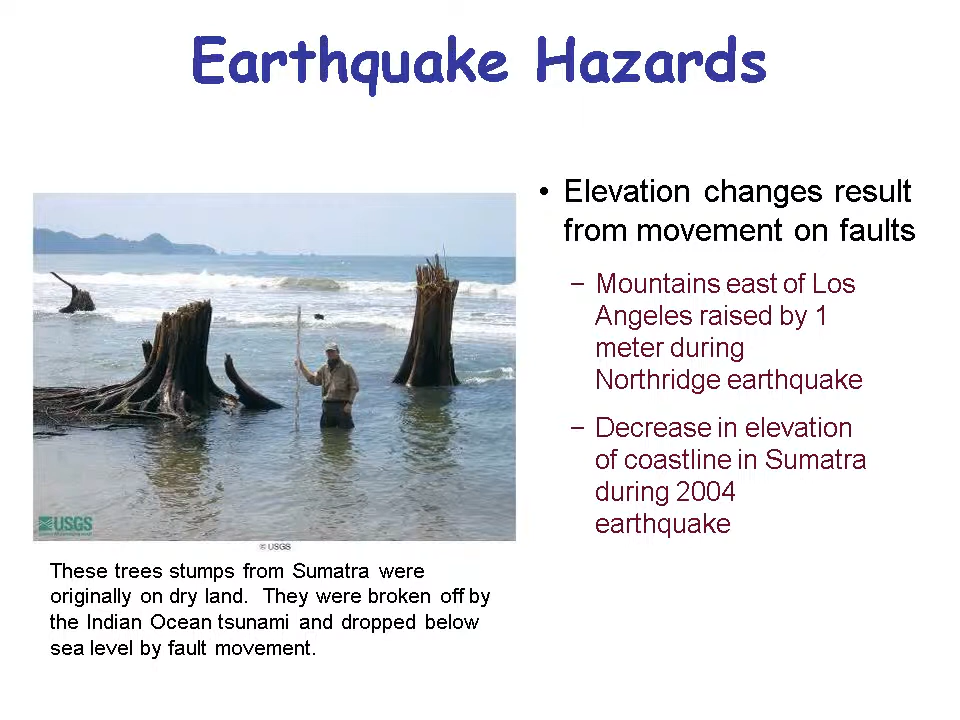 Earthquake Hazards
• Elevation changes result
from movement on faults
– Mountains east of Los
Angeles raised by 1
meter during
Northridge earthquake
– Decrease in elevation
of coastline in Sumatra
during 2004
earthquake
USGS
© USGS
These trees stumps from Sumatra were
originally on dry land. They were broken off by
the Indian Ocean tsunami and dropped below
sea level by fault movement.